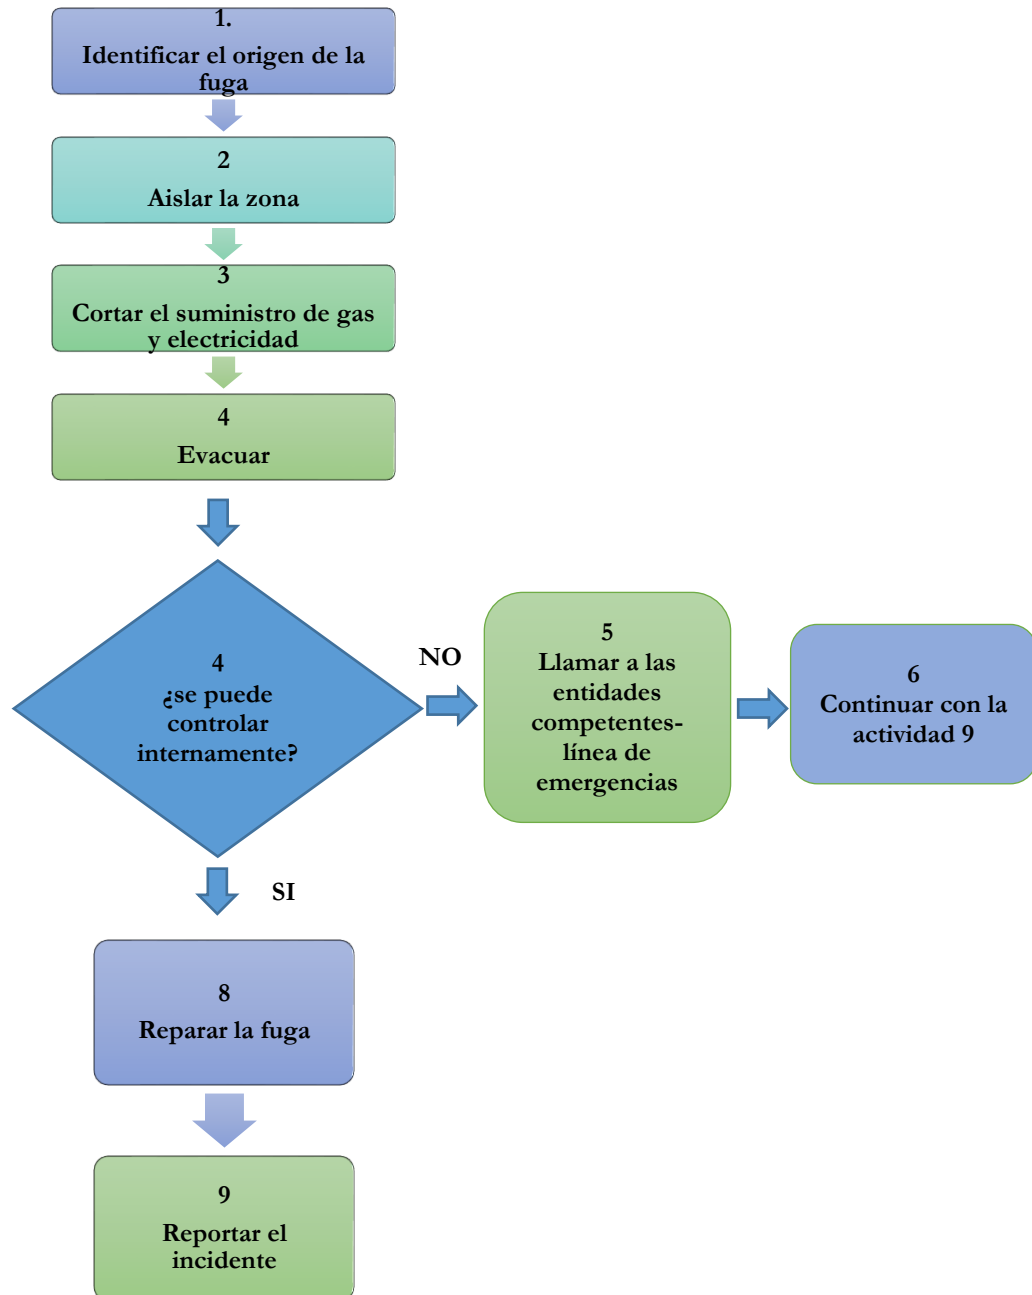 1.
Identificar el origen de la
fuga
2
Aislar la zona
3
Cortar el suministro de gas
y electricidad
4
Evacuar
4
¿se puede
controlar
internamente?
NO
5
Llamar a las
entidades
competentes-
línea de
emergencias
6
Continuar con la
actividad 9
SI
8
Reparar la fuga
9
Reportar el
incidente